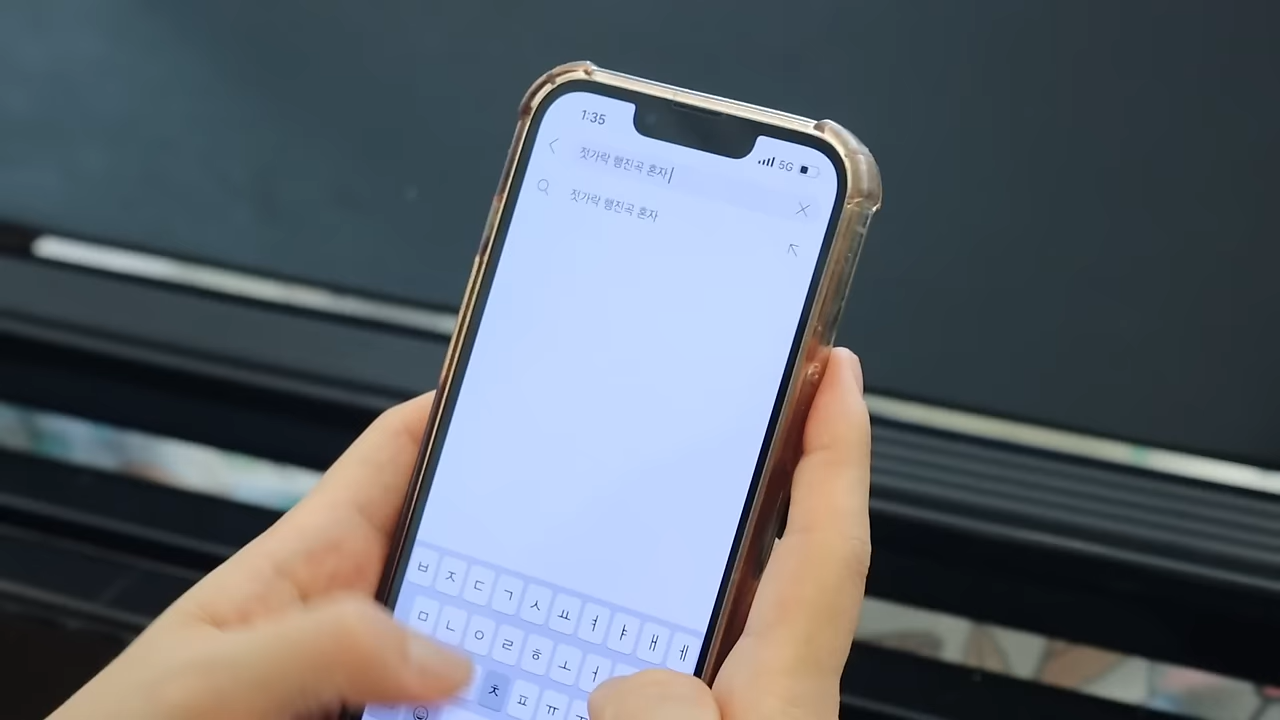 1:35
5G
젓가락 행진곡 혼자
젓가락 행진곡 혼자
ㅂ ㅈ ㄷ ㄱ ㅅ ㅛ ㅕ ㅑ ㅐ ㅔ
ㅁ ㄴ ㅇ ㄹ ㅎ ㅗ ㅓ
ㅊ ㅍ ㅠ